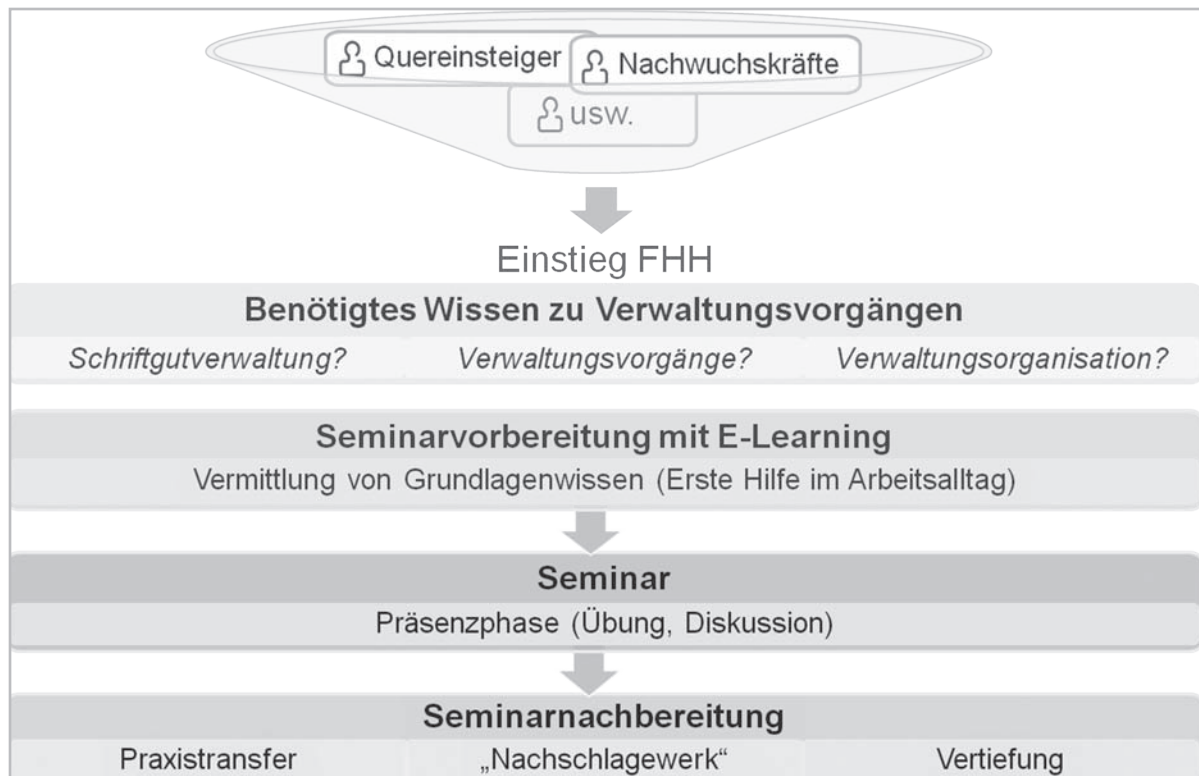 Quereinsteiger
Nachwuchskräfte
usw.
Einstieg FHH
Benötigtes Wissen zu Verwaltungsvorgängen
Schriftgutverwaltung? Verwaltungsvorgänge? Verwaltungsorganisation?
Seminarvorbereitung mit E-Learning
Vermittlung von Grundlagenwissen (Erste Hilfe im Arbeitsalltag)
Seminar
Präsenzphase (Übung, Diskussion)
Seminarnachbereitung
Praxistransfer „Nachschlagewerk“ Vertiefung